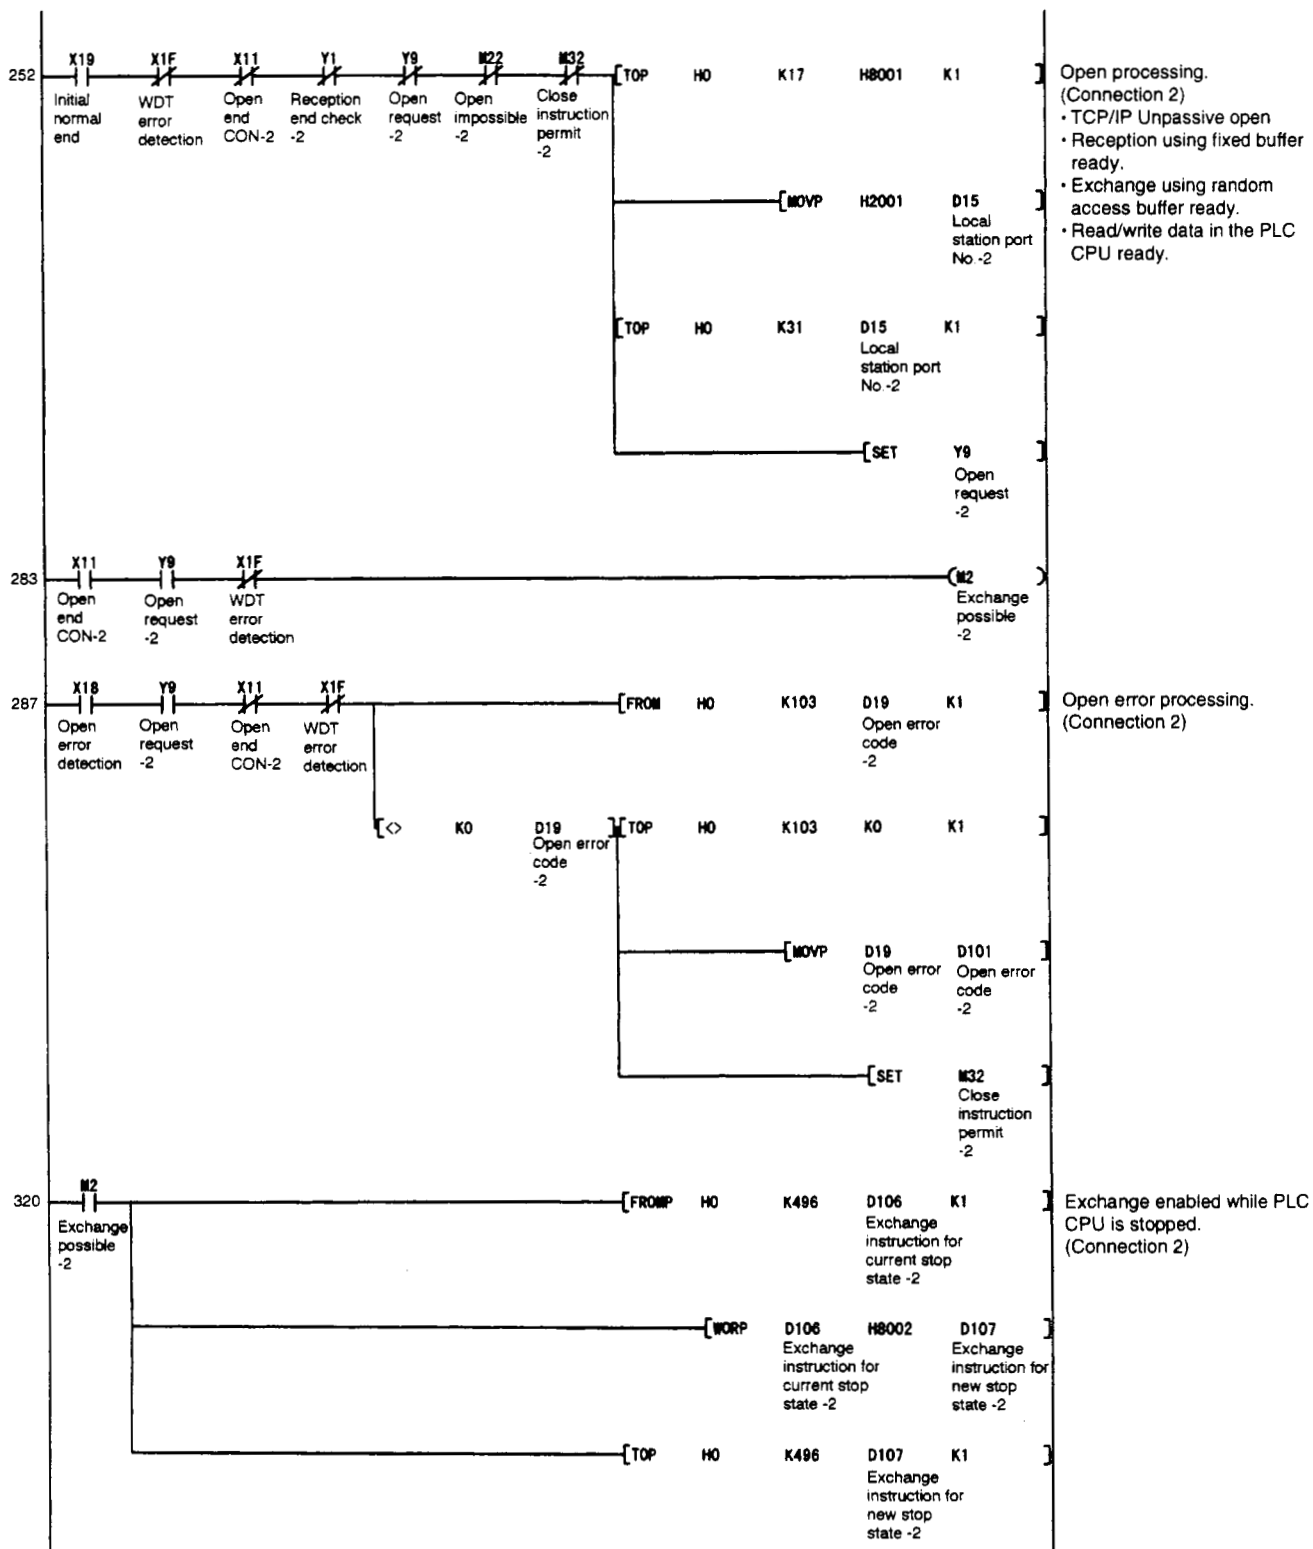 X19 X1F X11 Y1 Y9 M22 M32
252 [TOP H0 K17 H8001 K1 ]
Initial normal end
WDT error detection
Open end CON-2
Reception end check -2
Open request -2
Open impossible -2
Close instruction permit -2
Open processing.
(Connection 2)
・TCP/IP Unpassive open
・Reception using fixed buffer
ready.
・Exchange using random
access buffer ready.
・Read/write data in the PLC
CPU ready.
[MOVP H2001 D15 ]
Local
station port
No.-2
[TOP H0 K31 D15 K1 ]
Local
station port
No.-2
[SET Y9 ]
Open
request
-2
X11 Y9 X1F
283 (M2 )
Open end CON-2
Open request -2
WDT error detection
Exchange
possible
-2
X18 Y9 X11 X1F
287 [FROM H0 K103 D19 K1 ]
Open error detection
Open request -2
Open end CON-2
WDT error detection
Open error
code
-2
Open error processing.
(Connection 2)
[<> K0 D19 ] [TOP H0 K103 K0 K1 ]
Open error
code
-2
[MOVP D19 D101 ]
Open error code -2
Open error code -2
[SET M32 ]
Close
instruction
permit
-2
M2
320 [FROMP H0 K496 D106 K1 ]
Exchange
possible
-2
Exchange
instruction for
current stop
state -2
Exchange enabled while PLC
CPU is stopped.
(Connection 2)
[WORP D106 H8002 D107 ]
Exchange instruction for current stop state -2
Exchange instruction for new stop state -2
[TOP H0 K496 D107 K1 ]
Exchange
instruction for
new stop
state -2